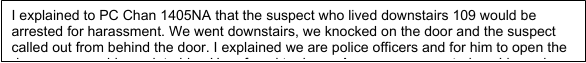 I explained to PC Chan 1405NA that the suspect who lived downstairs 109 would be
arrested for harassment. We went downstairs, we knocked on the door and the suspect
called out from behind the door. I explained we are police officers and for him to open the